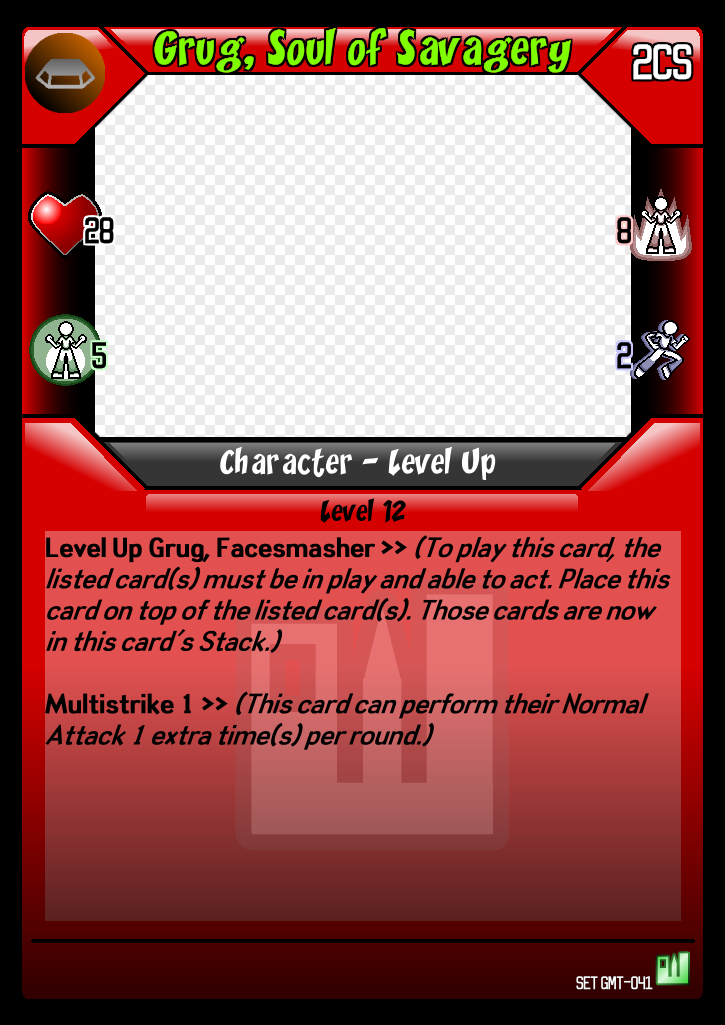 Grug, Soul of Savagery
2CS
28
8
5
2
Character - Level Up
Level 12
Level Up Grug, Facesmasher >> (To play this card, the
listed card(s) must be in play and able to act. Place this
card on top of the listed card(s). Those cards are now
in this card's Stack.)
Multistrike 1 >> (This card can perform their Normal
Attack 1 extra time(s) per round.)
SET GMT-041